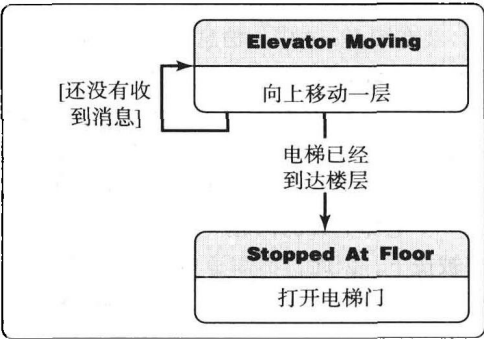 Elevator Moving
向上移动一层
[还没有收
到消息]
电梯已经
到达楼层
Stopped At Floor
打开电梯门